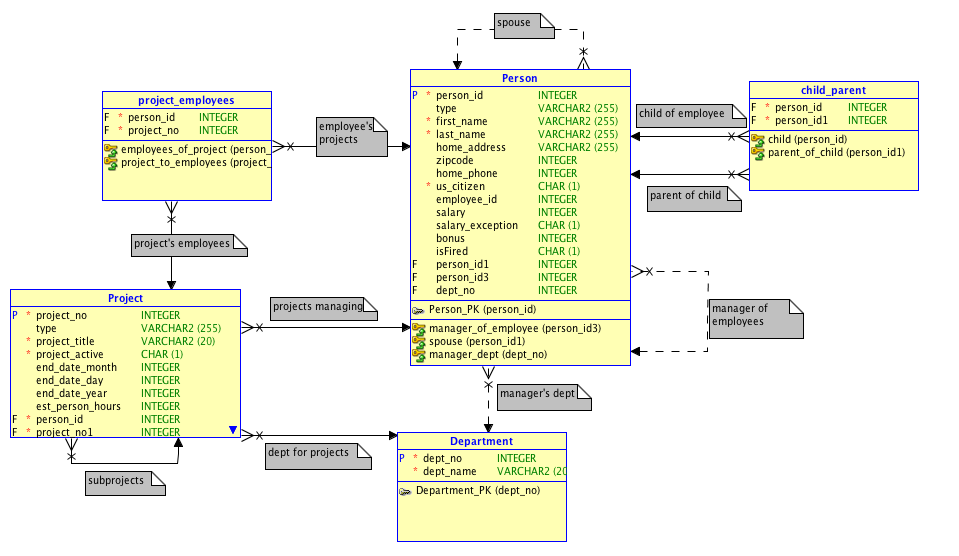 spouse
project_employees
F * person_id INTEGER
F * project_no INTEGER
employees_of_project (person_
project_to_employees (project_
employee's
projects
Person
P * person_id INTEGER
type VARCHAR2 (255)
* first_name VARCHAR2 (255)
* last_name VARCHAR2 (255)
home_address VARCHAR2 (255)
zipcode INTEGER
home_phone INTEGER
* us_citizen CHAR (1)
employee_id INTEGER
salary INTEGER
salary_exception CHAR (1)
bonus INTEGER
isFired CHAR (1)
F person_id1 INTEGER
F person_id3 INTEGER
F dept_no INTEGER
Person_PK (person_id)
manager_of_employee (person_id3)
spouse (person_id1)
manager_dept (dept_no)
child of employee
child_parent
F * person_id INTEGER
F * person_id1 INTEGER
child (person_id)
parent_of_child (person_id1)
parent of child
project's employees
projects managing
manager of
employees
Project
P * project_no INTEGER
type VARCHAR2 (255)
* project_title VARCHAR2 (20)
* project_active CHAR (1)
end_date_month INTEGER
end_date_day INTEGER
end_date_year INTEGER
est_person_hours INTEGER
F * person_id INTEGER
F * project_no1 INTEGER
manager's dept
dept for projects
subprojects
Department
P * dept_no INTEGER
* dept_name VARCHAR2 (20
Department_PK (dept_no)